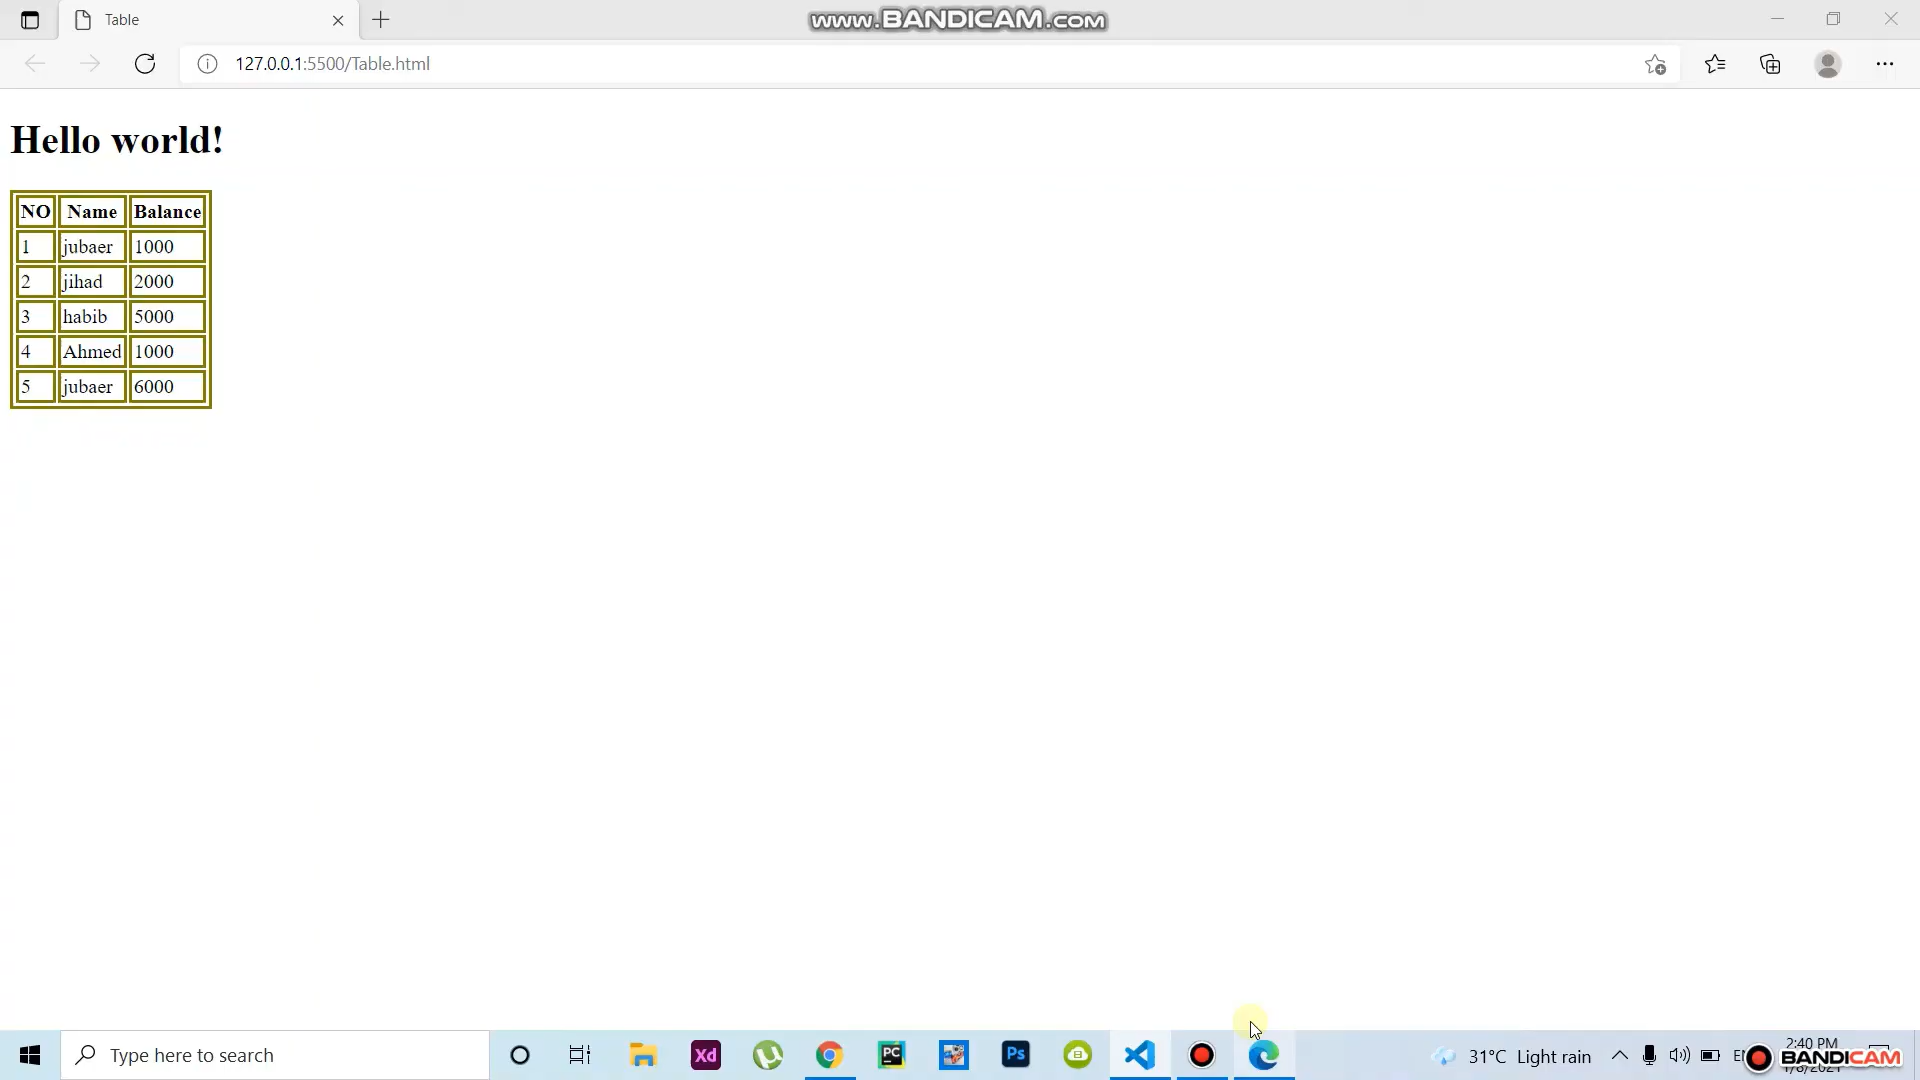 Table
www.BANDICAM.com
127.0.0.1:5500/Table.html
Hello world!
NO Name Balance
1 jubaer 1000
2 jihad 2000
3 habib 5000
4 Ahmed 1000
5 jubaer 6000
Type here to search
Xd
PC
Ps
31°C Light rain
2:40 PM
BANDICAM